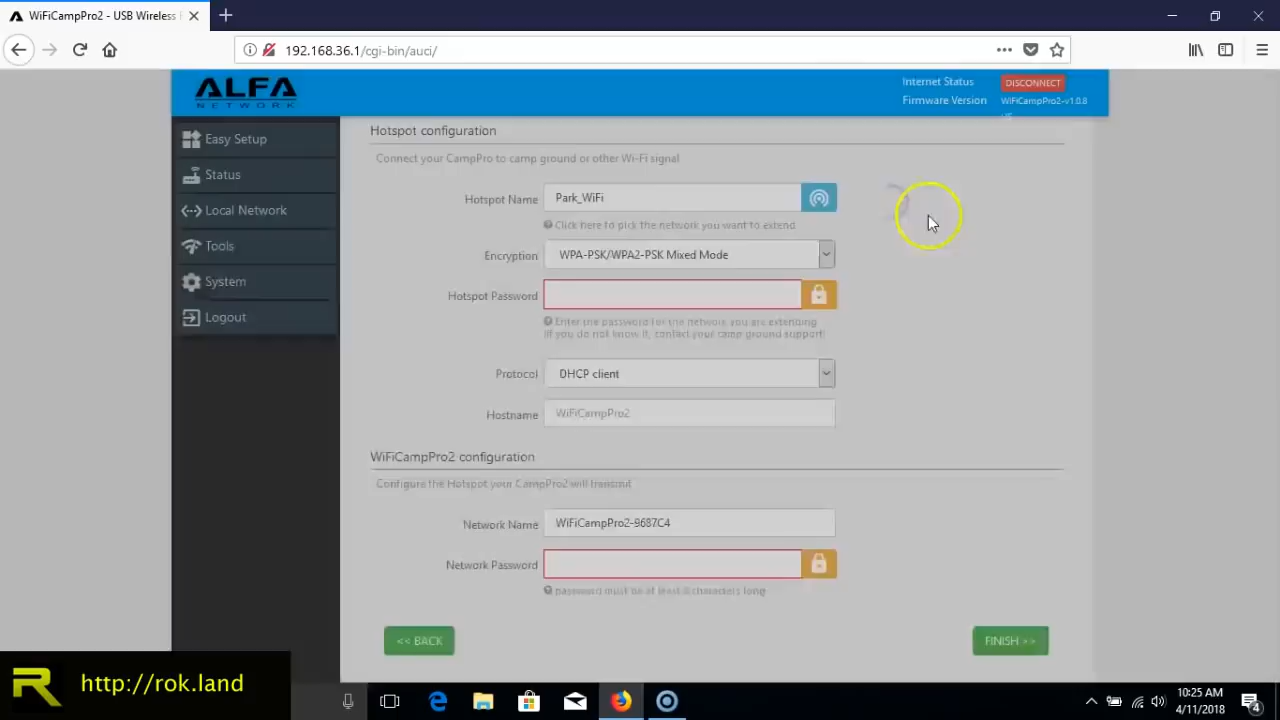 WiFiCampPro2 - USB Wireless
192.168.36.1/cgi-bin/auci/
ALFA
NETWORK
Internet Status DISCONNECT
Firmware Version WiFiCampPro2-v1.0.8
US
Easy Setup
Status
Local Network
Tools
System
Logout
Hotspot configuration
Connect your CampPro to camp ground or other Wi-Fi signal
Hotspot Name Park_WiFi
Click here to pick the network you want to extend
Encryption WPA-PSK/WPA2-PSK Mixed Mode
Hotspot Password
Enter the password for the network you are extending
(If you do not know it, contact your camp ground support)
Protocol DHCP client
Hostname WiFiCampPro2
WiFiCampPro2 configuration
Configure the Hotspot your CampPro2 will transmit
Network Name WiFiCampPro2-9687C4
Network Password
password must be at least 8 characters long
<< BACK
FINISH >>
R http://rok.land
10:25 AM
4/11/2018
4